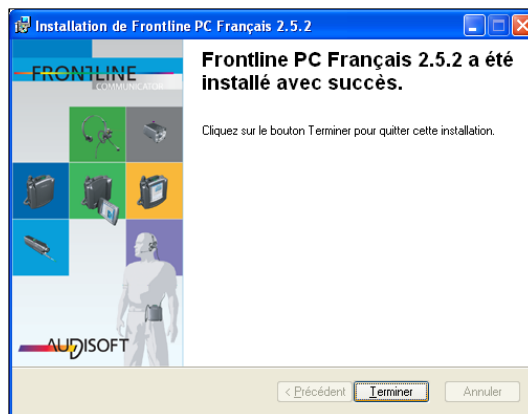 Installation de Frontline PC Français 2.5.2
FRONTLINE
COMMUNICATOR
Frontline PC Français 2.5.2 a été
installé avec succès.
Cliquez sur le bouton Terminer pour quitter cette installation.
AUDISOFT
< Précédent
Terminer
Annuler